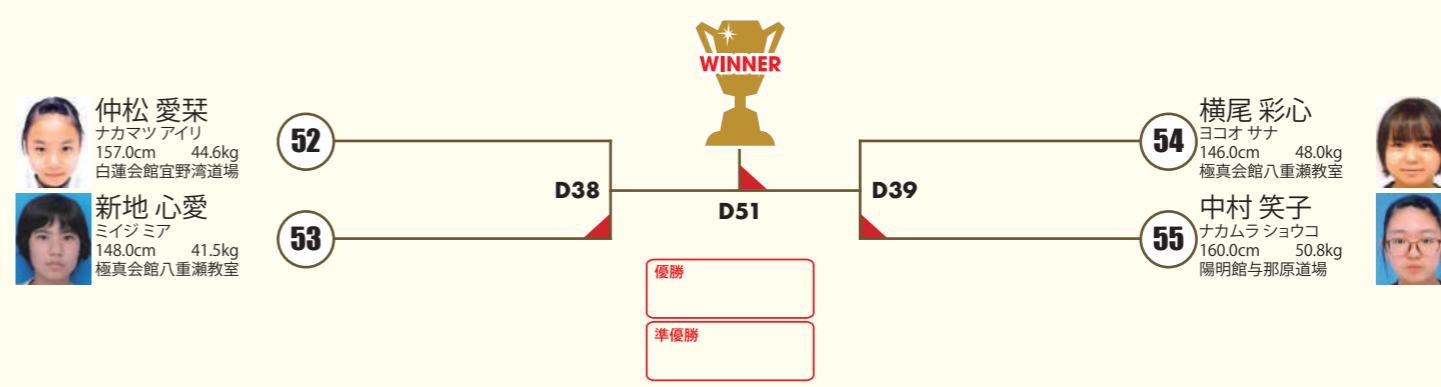 WINNER
仲松 愛栞
ナカマツ アイリ
157.0cm 44.6kg
白蓮会館宜野湾道場
52
新地 心愛
ミイジ ミア
148.0cm 41.5kg
極真会館八重瀬教室
53
D38
D51
D39
54
横尾 彩心
ヨコオ サナ
146.0cm 48.0kg
極真会館八重瀬教室
55
中村 笑子
ナカムラ ショウコ
160.0cm 50.8kg
陽明館与那原道場
優勝
準優勝